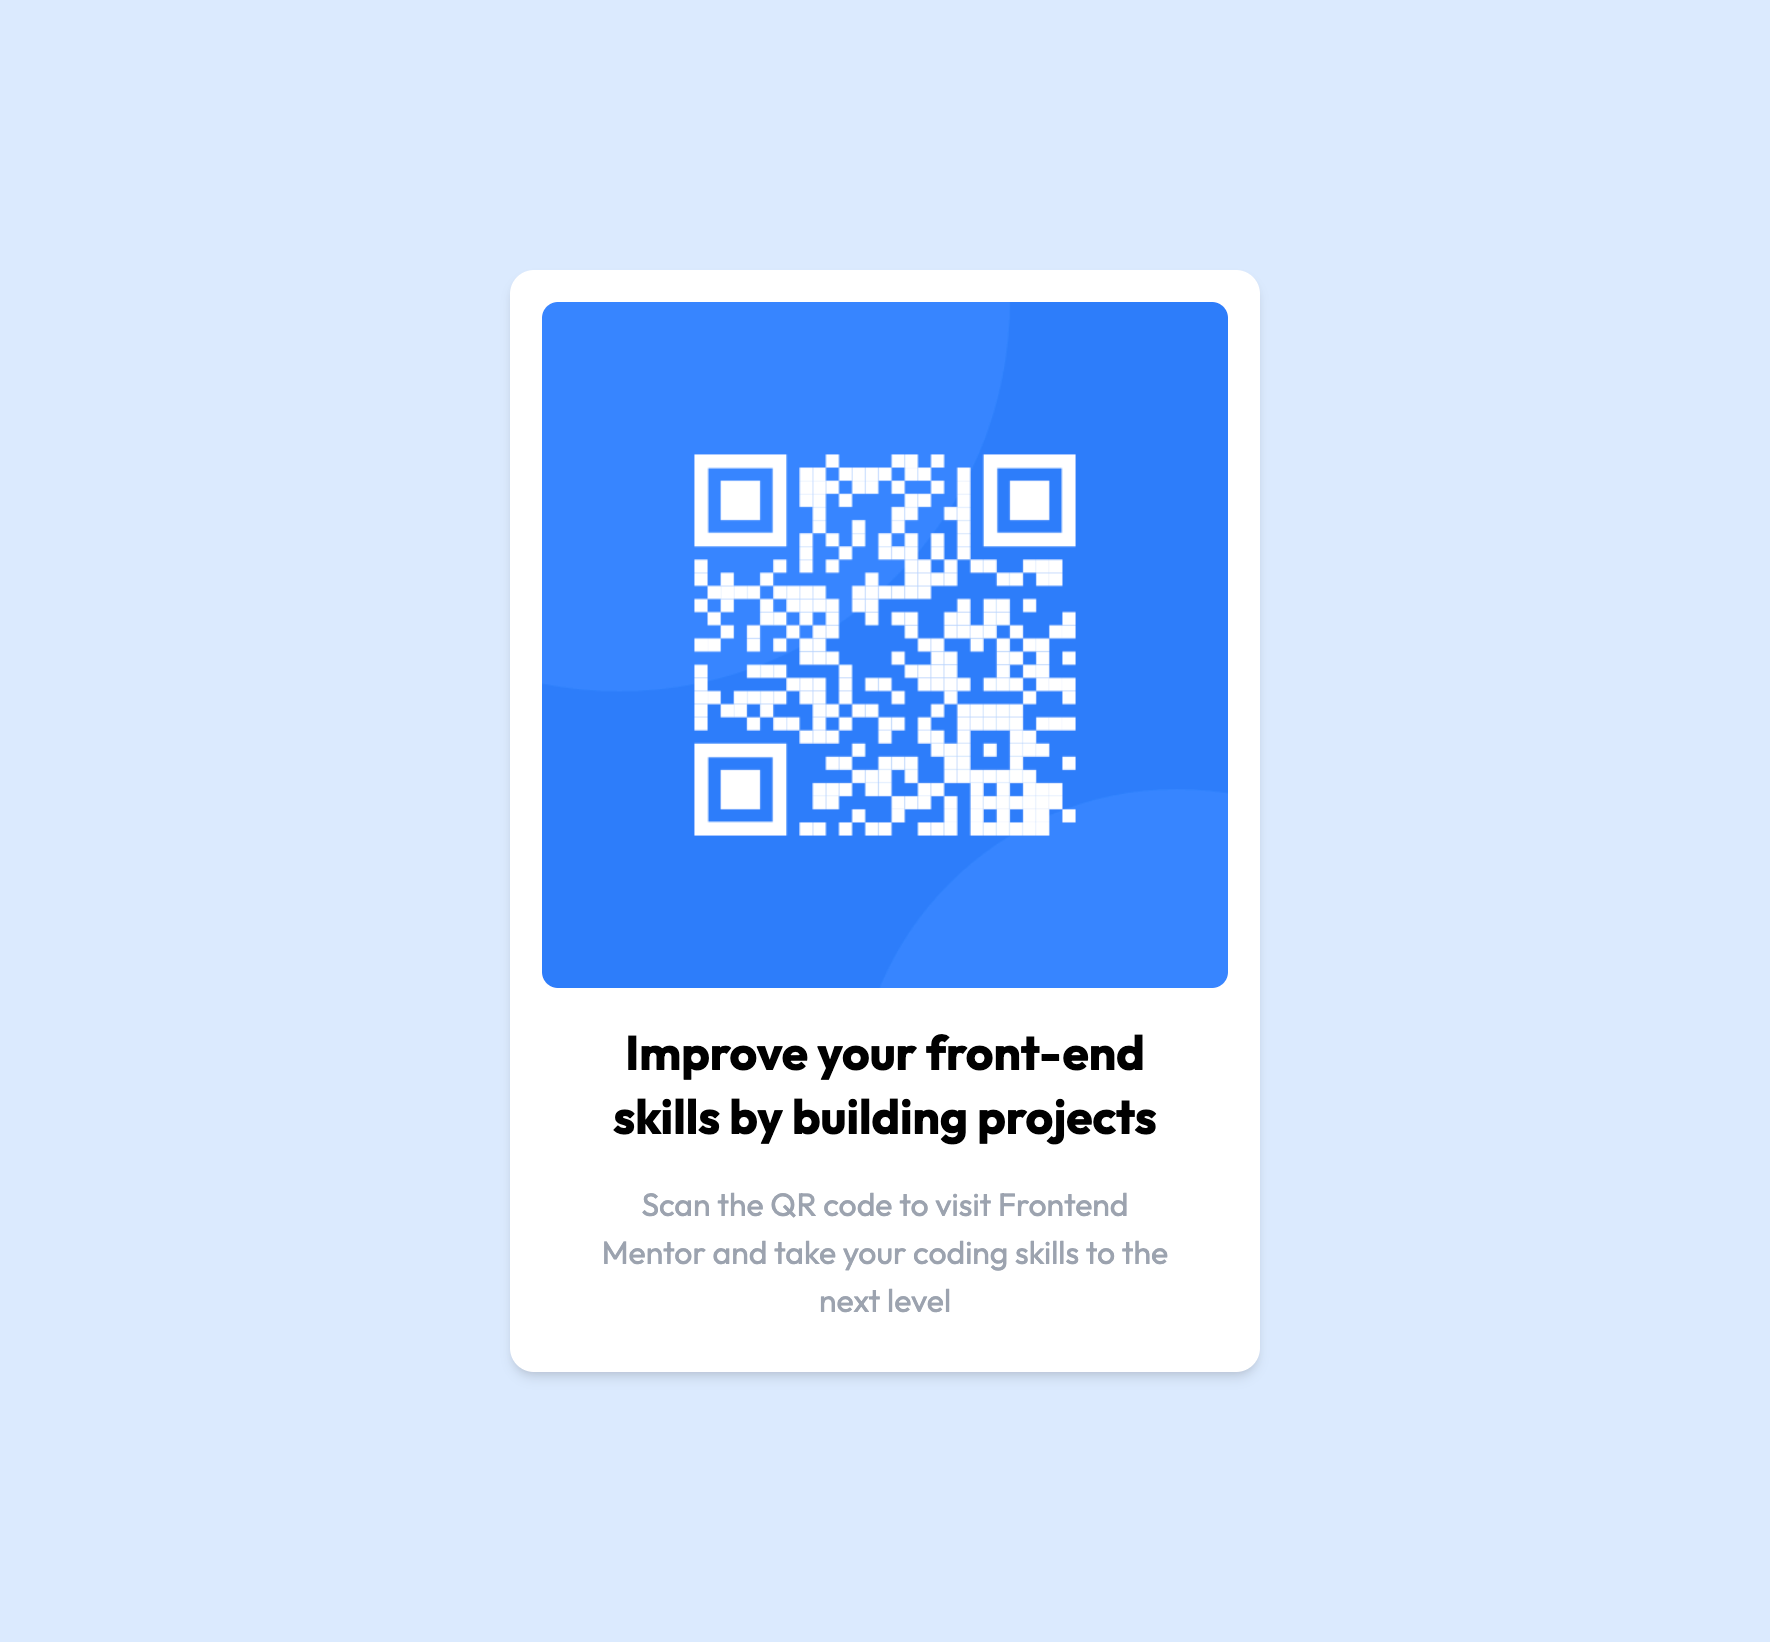 Improve your front-end
skills by building projects
Scan the QR code to visit Frontend
Mentor and take your coding skills to the
next level